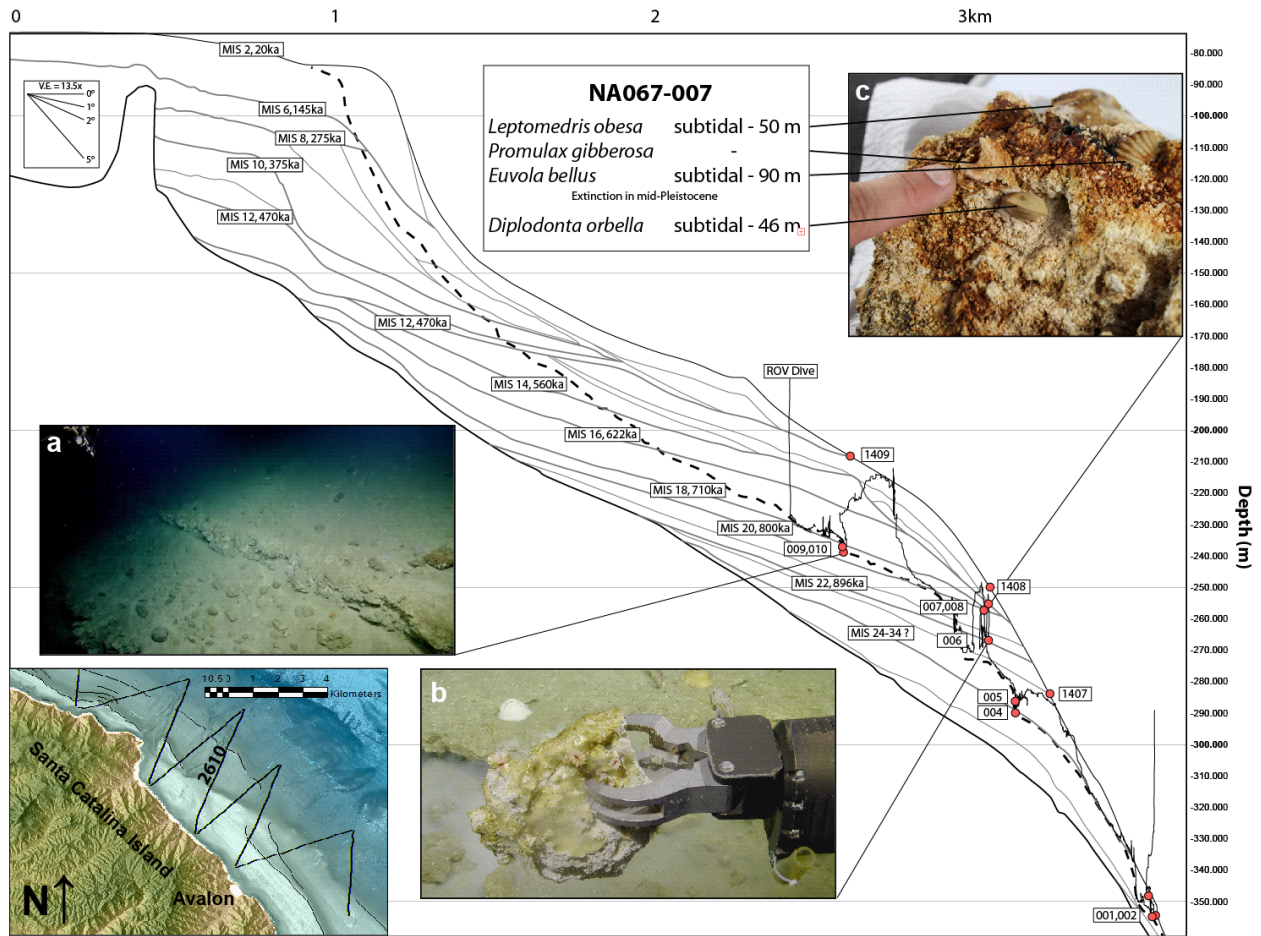 0
1
2
3km
MIS 2, 20ka
V.E. = 13.5x
0º
1º
2º
5º
MIS 6, 145ka
MIS 8, 275ka
MIS 10, 375ka
MIS 12, 470ka
MIS 12, 470ka
MIS 14, 560ka
MIS 16, 622ka
MIS 18, 710ka
MIS 20, 800ka
MIS 22, 896ka
MIS 24-34 ?
NA067-007
Leptomedris obesa subtidal - 50 m
Promulax gibberosa -
Euvola bellus subtidal - 90 m
Extinction in mid-Pleistocene
Diplodonta orbella subtidal - 46 m
c
ROV Dive
1409
009,010
1408
007,008
006
1407
005
004
001,002
a
b
-80.000
-90.000
-100.000
-110.000
-120.000
-130.000
-140.000
-150.000
-160.000
-170.000
-180.000
-190.000
-200.000
-210.000
-220.000
-230.000
-240.000
-250.000
-260.000
-270.000
-280.000
-290.000
-300.000
-310.000
-320.000
-330.000
-340.000
-350.000
Depth (m)
1 0.5 0 1 2 3 4
Kilometers
2610
Santa Catalina Island
Avalon
N